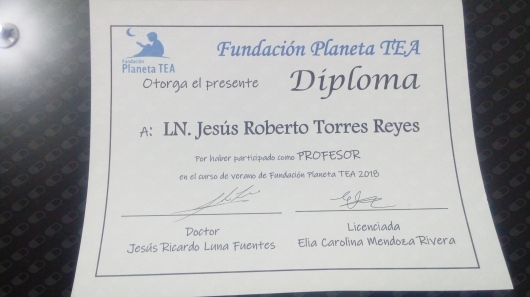 Fundación
Planeta TEA
Fundación Planeta TEA
Otorga el presente
Diploma
A: LN. Jesús Roberto Torres Reyes
Por haber participado como PROFESOR
en el curso de verano de Fundación Planeta TEA 2018
Doctor
Jesús Ricardo Luna Fuentes
Licenciada
Elia Carolina Mendoza Rivera